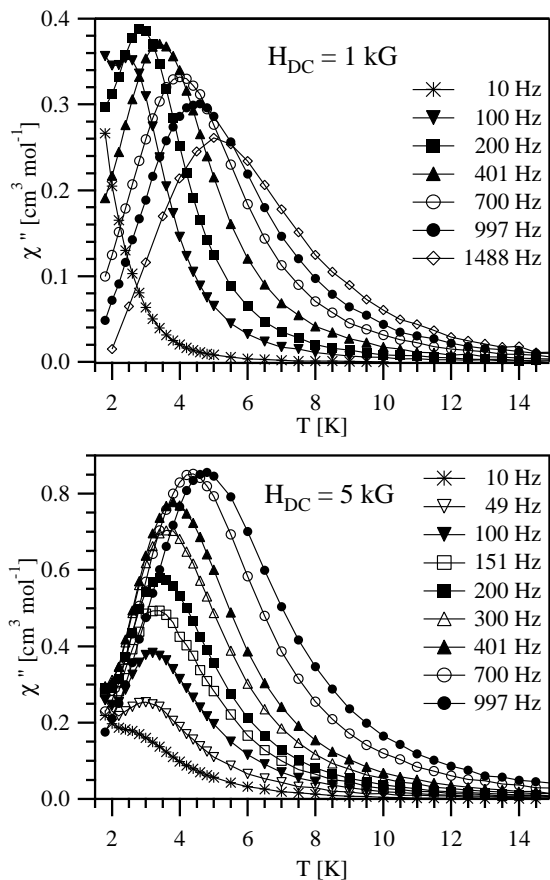 H_DC = 1 kG
0.4
0.3
0.2
0.1
0.0
χ '' [cm³ mol⁻¹]
10 Hz
100 Hz
200 Hz
401 Hz
700 Hz
997 Hz
1488 Hz
2 4 6 8 10 12 14
T [K]
H_DC = 5 kG
0.8
0.6
0.4
0.2
0.0
χ '' [cm³ mol⁻¹]
10 Hz
49 Hz
100 Hz
151 Hz
200 Hz
300 Hz
401 Hz
700 Hz
997 Hz
2 4 6 8 10 12 14
T [K]